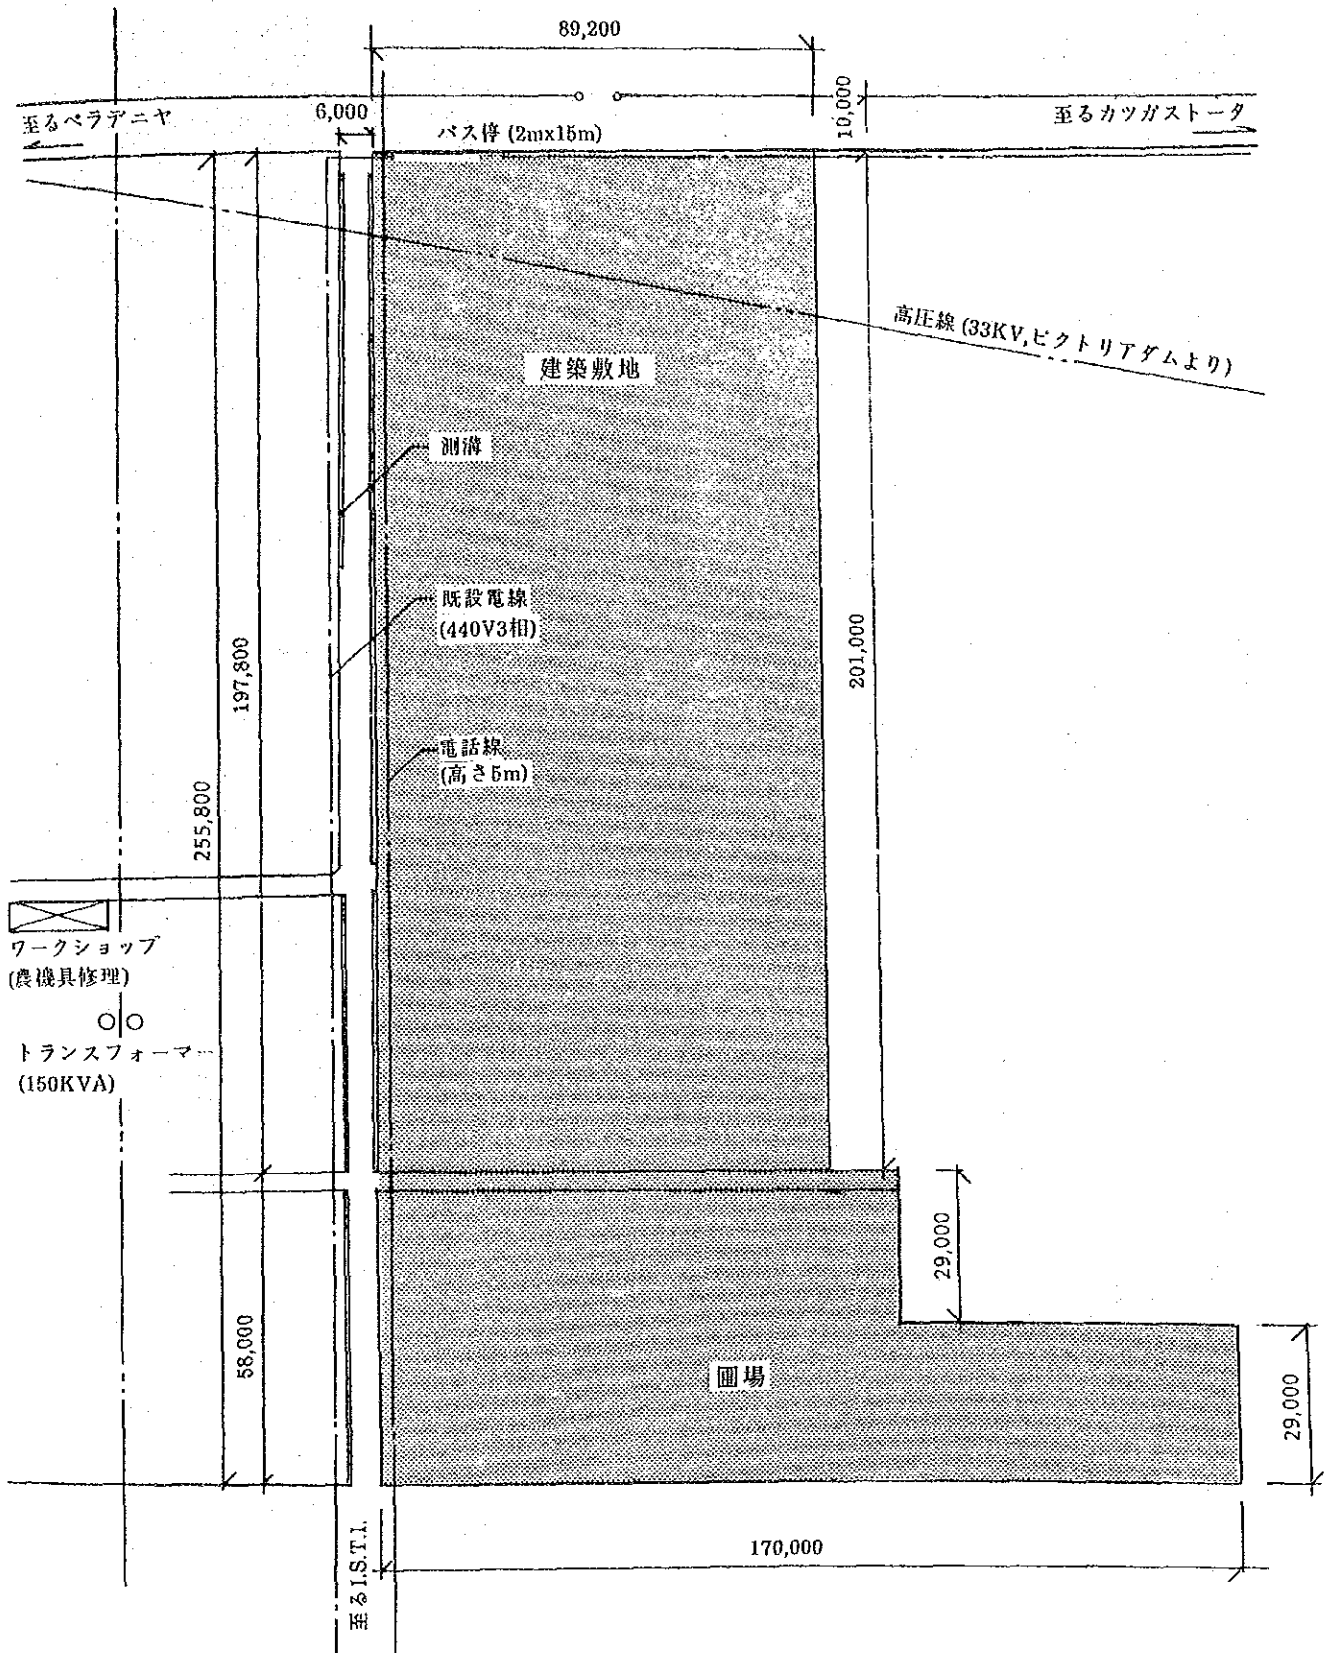 89,200
至るペラデニヤ
6,000
バス停 (2mx15m)
10,000
至るカツガストータ
高圧線 (33KV,ビクトリアダムより)
建築敷地
測溝
既設電線
(440V3相)
197,800
201,000
電話線
(高さ5m)
255,800
ワークショップ
(農機具修理)
トランスフォーマー
(150KVA)
29,000
58,000
圃場
29,000
至るI.S.T.I.
170,000